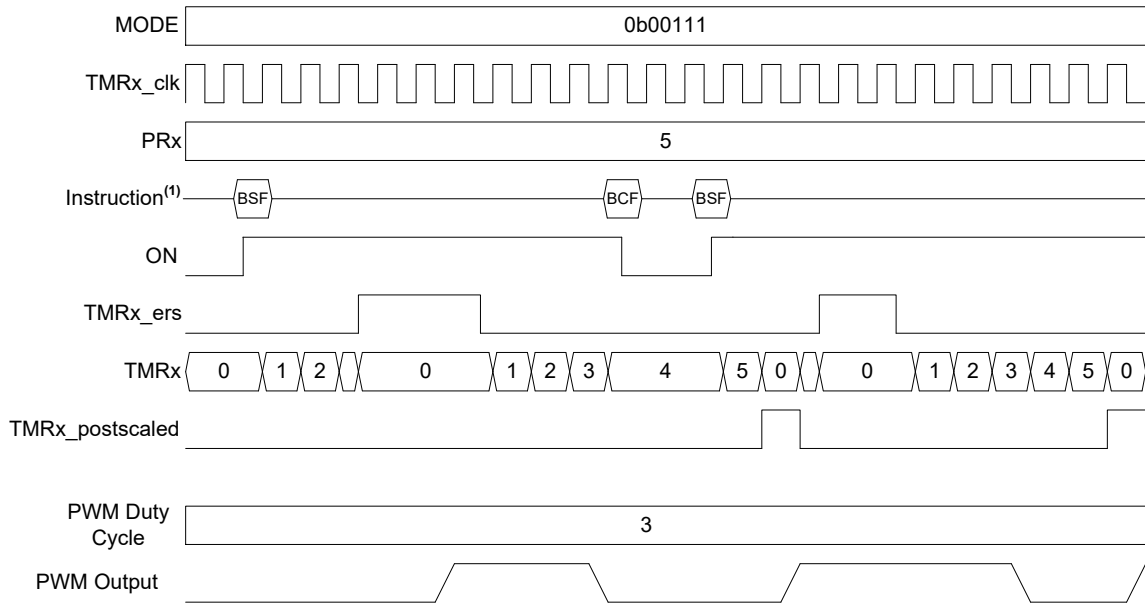 MODE 0b00111
TMRx_clk
PRx 5
Instruction(1) BSF BCF BSF
ON
TMRx_ers
TMRx 0 1 2 0 1 2 3 4 5 0 0 1 2 3 4 5 0
TMRx_postscaled
PWM Duty
Cycle 3
PWM Output